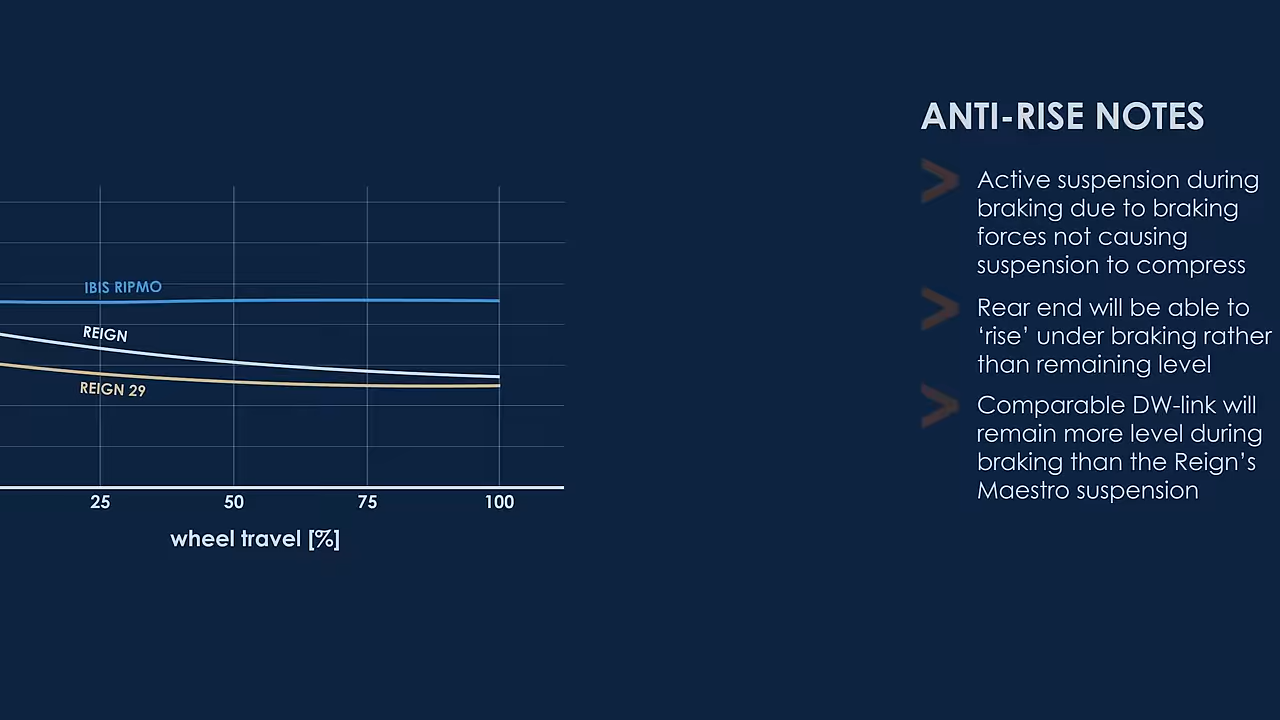 IBIS RIPMO
REIGN
REIGN 29
25 50 75 100
wheel travel [%]
ANTI-RISE NOTES
> Active suspension during
braking due to braking
forces not causing
suspension to compress
> Rear end will be able to
‘rise’ under braking rather
than remaining level
> Comparable DW-link will
remain more level during
braking than the Reign’s
Maestro suspension